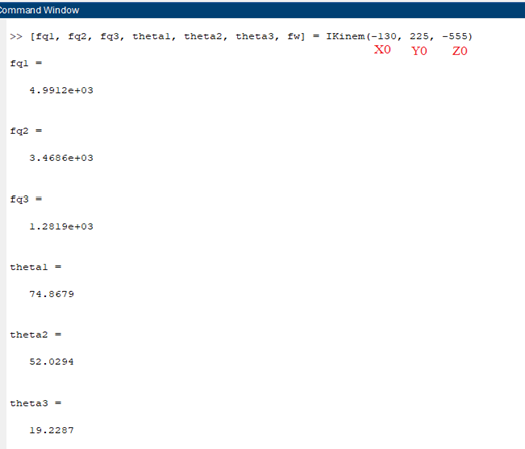 Command Window
>> [fq1, fq2, fq3, theta1, theta2, theta3, fw] = IKinem(-130, 225, -555)
X0 Y0 Z0
fq1 =
4.9912e+03
fq2 =
3.4686e+03
fq3 =
1.2819e+03
theta1 =
74.8679
theta2 =
52.0294
theta3 =
19.2287